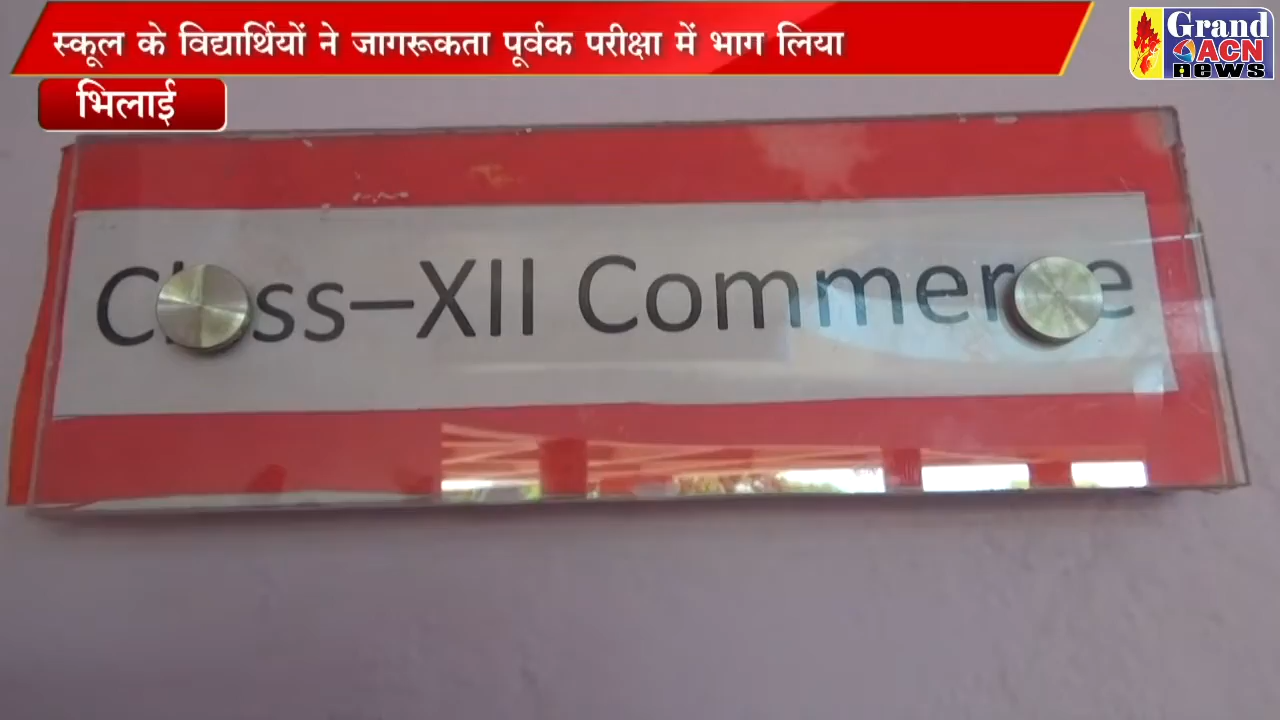 स्कूल के विद्यार्थियों ने जागरूकता पूर्वक परीक्षा में भाग लिया
Grand
ACN
news
भिलाई
Class–XII Commerce